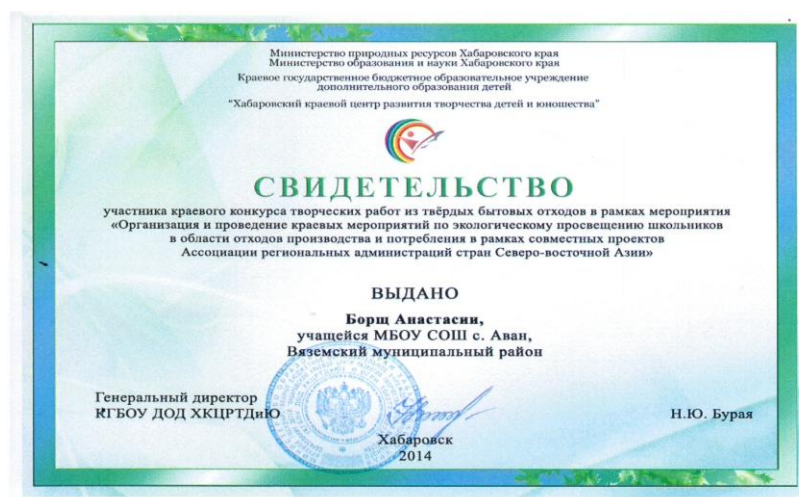 Министерство природных ресурсов Хабаровского края
Министерство образования и науки Хабаровского края
Краевое государственное бюджетное образовательное учреждение
дополнительного образования детей
"Хабаровский краевой центр развития творчества детей и юношества"
СВИДЕТЕЛЬСТВО
участника краевого конкурса творческих работ из твёрдых бытовых отходов в рамках мероприятия
«Организация и проведение краевых мероприятий по экологическому просвещению школьников
в области отходов производства и потребления в рамках совместных проектов
Ассоциации региональных администраций стран Северо-восточной Азии»
ВЫДАНО
Борщ Анастасии,
учащейся МБОУ СОШ с. Аван,
Вяземский муниципальный район
Генеральный директор
КГБОУ ДОД ХКЦРТДиЮ
Н.Ю. Бурая
Хабаровск
2014